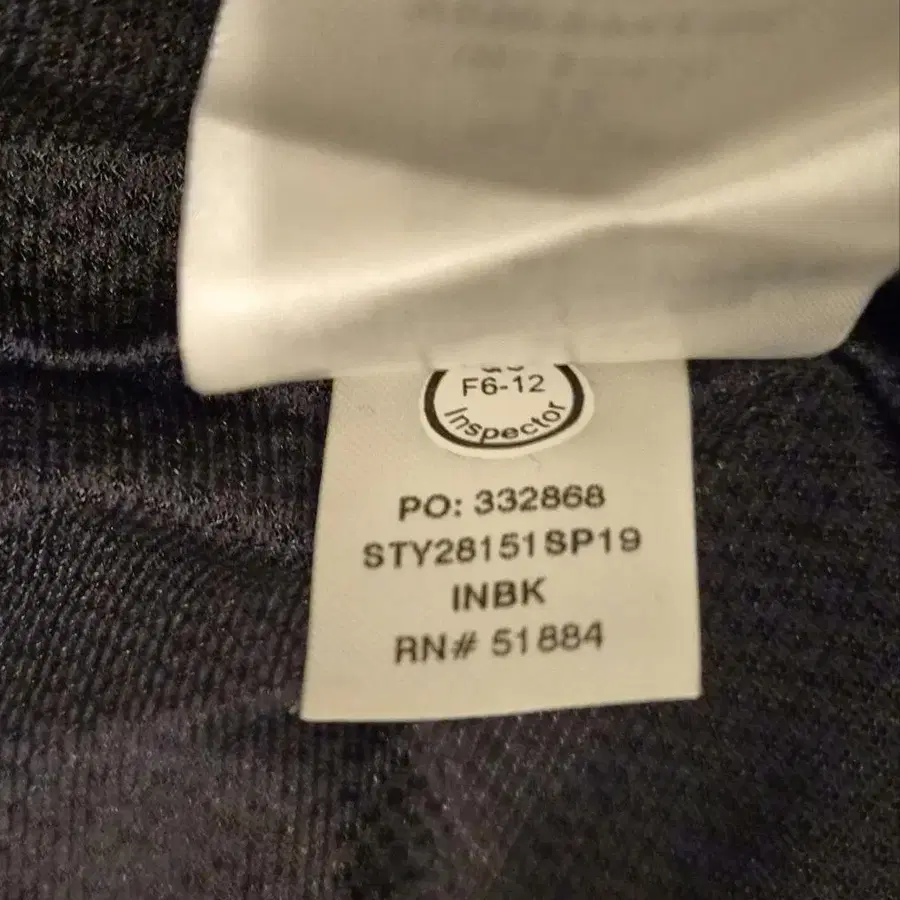 F6-12
Inspector
PO: 332868
STY28151SP19
INBK
RN# 51884